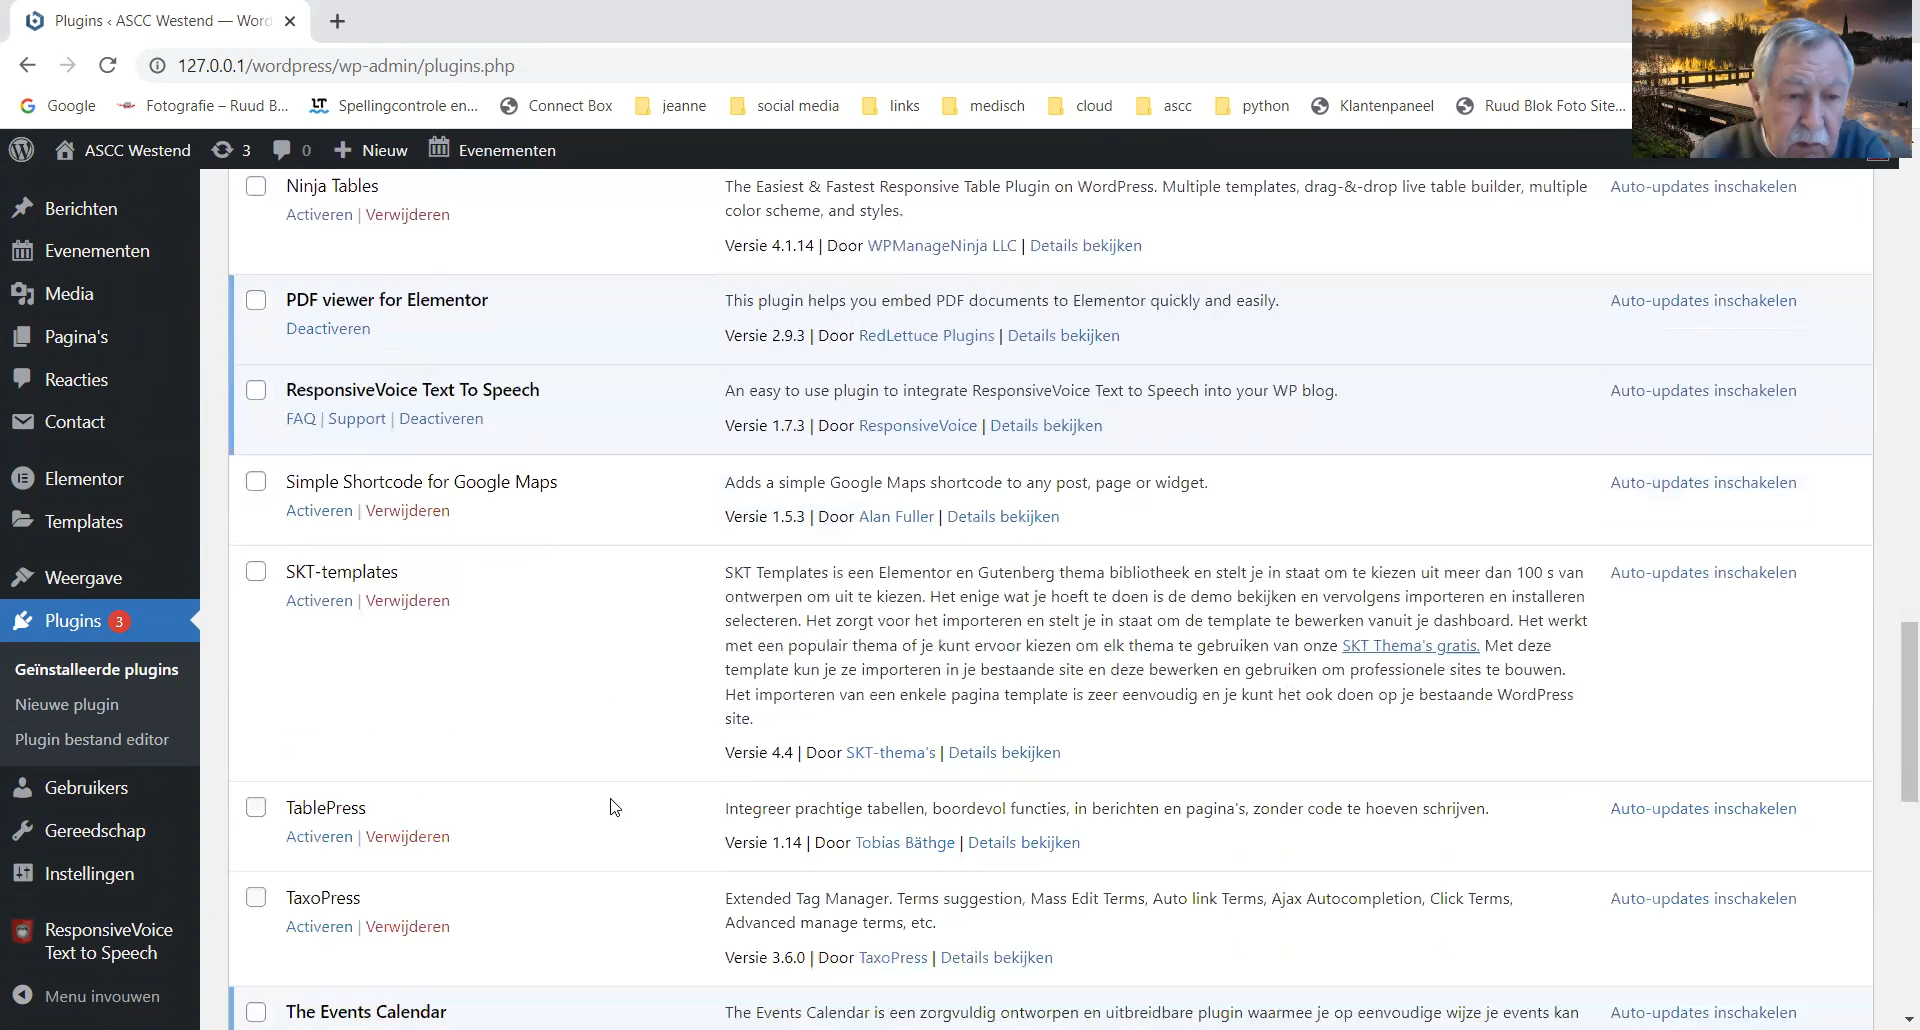 Plugins ‹ ASCC Westend — Word
127.0.0.1/wordpress/wp-admin/plugins.php
Google
Fotografie – Ruud B...
Spellingcontrole en...
Connect Box
jeanne
social media
links
medisch
cloud
ascc
python
Klantenpaneel
Ruud Blok Foto Site...
ASCC Westend
3
0
Nieuw
Evenementen
Berichten
Evenementen
Media
Pagina's
Reacties
Contact
Elementor
Templates
Weergave
Plugins 3
Geïnstalleerde plugins
Nieuwe plugin
Plugin bestand editor
Gebruikers
Gereedschap
Instellingen
ResponsiveVoice
Text to Speech
Menu invouwen
Ninja Tables
Activeren | Verwijderen
The Easiest & Fastest Responsive Table Plugin on WordPress. Multiple templates, drag-&-drop live table builder, multiple
color scheme, and styles.
Versie 4.1.14 | Door WPManageNinja LLC | Details bekijken
Auto-updates inschakelen
PDF viewer for Elementor
Deactiveren
This plugin helps you embed PDF documents to Elementor quickly and easily.
Versie 2.9.3 | Door RedLettuce Plugins | Details bekijken
Auto-updates inschakelen
ResponsiveVoice Text To Speech
FAQ | Support | Deactiveren
An easy to use plugin to integrate ResponsiveVoice Text to Speech into your WP blog.
Versie 1.7.3 | Door ResponsiveVoice | Details bekijken
Auto-updates inschakelen
Simple Shortcode for Google Maps
Activeren | Verwijderen
Adds a simple Google Maps shortcode to any post, page or widget.
Versie 1.5.3 | Door Alan Fuller | Details bekijken
Auto-updates inschakelen
SKT-templates
Activeren | Verwijderen
SKT Templates is een Elementor en Gutenberg thema bibliotheek en stelt je in staat om te kiezen uit meer dan 100 s van
ontwerpen om uit te kiezen. Het enige wat je hoeft te doen is de demo bekijken en vervolgens importeren en installeren
selecteren. Het zorgt voor het importeren en stelt je in staat om de template te bewerken vanuit je dashboard. Het werkt
met een populair thema of je kunt ervoor kiezen om elk thema te gebruiken van onze SKT Thema's gratis. Met deze
template kun je ze importeren in je bestaande site en deze bewerken en gebruiken om professionele sites te bouwen.
Het importeren van een enkele pagina template is zeer eenvoudig en je kunt het ook doen op je bestaande WordPress
site.
Versie 4.4 | Door SKT-thema's | Details bekijken
Auto-updates inschakelen
TablePress
Activeren | Verwijderen
Integreer prachtige tabellen, boordevol functies, in berichten en pagina's, zonder code te hoeven schrijven.
Versie 1.14 | Door Tobias Bäthge | Details bekijken
Auto-updates inschakelen
TaxoPress
Activeren | Verwijderen
Extended Tag Manager. Terms suggestion, Mass Edit Terms, Auto link Terms, Ajax Autocompletion, Click Terms,
Advanced manage terms, etc.
Versie 3.6.0 | Door TaxoPress | Details bekijken
Auto-updates inschakelen
The Events Calendar
The Events Calendar is een zorgvuldig ontworpen en uitbreidbare plugin waarmee je op eenvoudige wijze je events kan
Auto-updates inschakelen